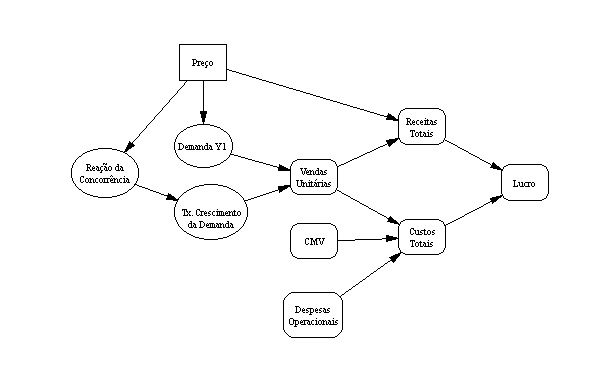 Preço
Receitas
Totais
Demanda Y1
Reação da
Concorrência
Vendas
Unitárias
Lucro
Tx. Crescimento
da Demanda
CMV
Custos
Totais
Despesas
Operacionais